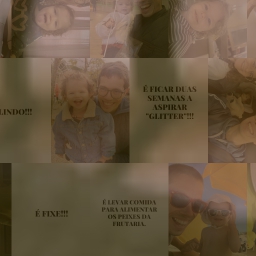 LINDO!!!
É FICAR DUAS
SEMANAS A
ASPIRAR
"GLITTER"!!!
É FIXE!!!
É LEVAR COMIDA
PARA ALIMENTAR
OS PEIXES DA
FRUTARIA.